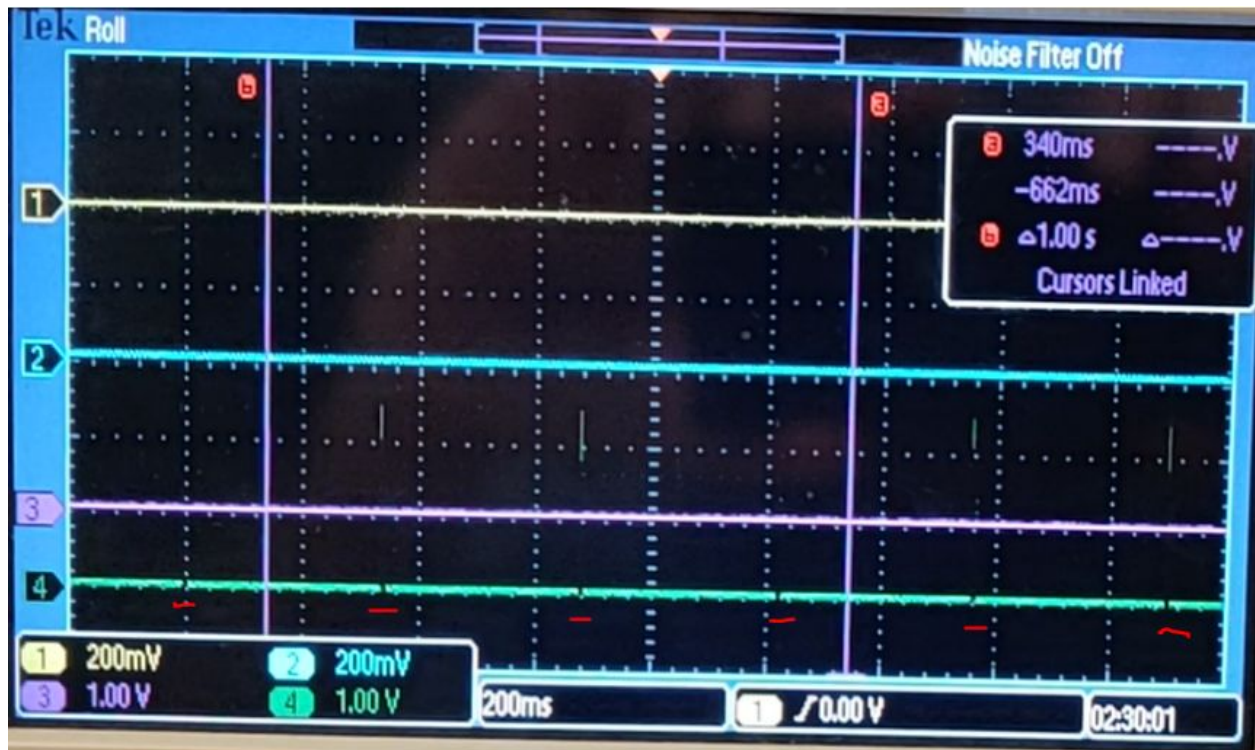 Tek Roll
Noise Filter Off
b
a
a 340ms ----.V
-662ms ----.V
b △1.00 s △----.V
Cursors Linked
1
2
3
4
1 200mV 2 200mV
3 1.00 V 4 1.00 V
200ms
1 0.00 V
02:30:01